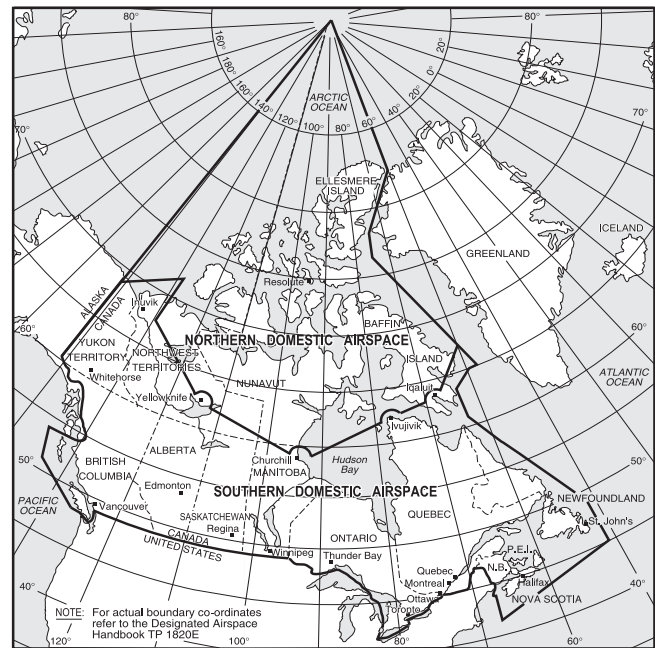 80°
80°
160°
160°
140°
140°
120°
100°
80°
60°
40°
20°
0°
ARCTIC
OCEAN
70°
70°
ELLESMERE
ISLAND
ICELAND
GREENLAND
Resolute
60°
60°
ALASKA
CANADA
Inuvik
BAFFIN
ISLAND
NORTHERN DOMESTIC AIRSPACE
YUKON
TERRITORY
NORTHWEST
TERRITORIES
NUNAVUT
Whitehorse
Yellowknife
Iqaluit
ATLANTIC
OCEAN
Ivujivik
50°
50°
ALBERTA
Churchill
MANITOBA
Hudson
Bay
BRITISH
COLUMBIA
Edmonton
SOUTHERN DOMESTIC AIRSPACE
PACIFIC
OCEAN
Vancouver
SASKATCHEWAN
Regina
ONTARIO
QUEBEC
NEWFOUNDLAND
St. John's
CANADA
UNITED STATES
Winnipeg
Thunder Bay
P.E.I.
N.B.
Quebec
Montreal
Ottawa
Toronto
Halifax
NOVA SCOTIA
40°
40°
NOTE: For actual boundary co-ordinates
refer to the Designated Airspace
Handbook TP 1820E
120°
100°
80°
60°